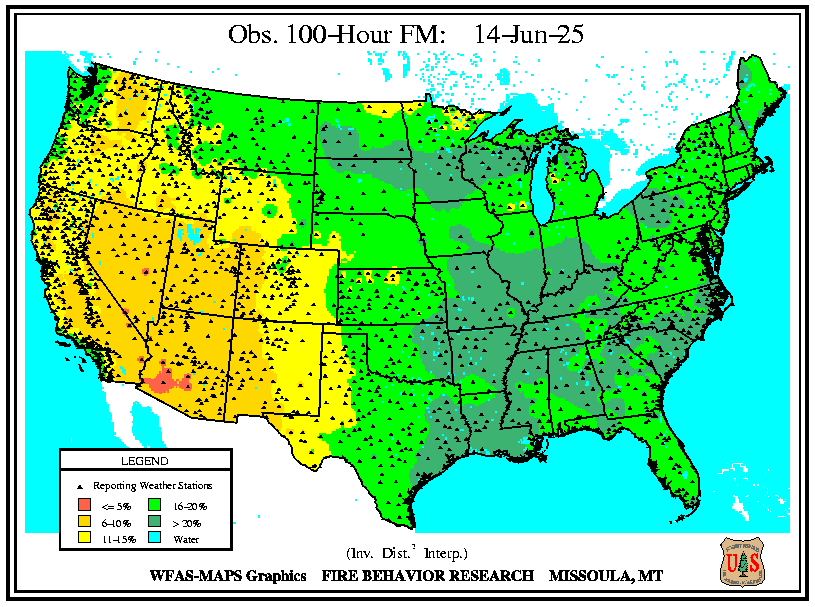 Obs. 100-Hour FM: 14-Jun-25
LEGEND
Reporting Weather Stations
<= 5% 16-20%
6-10% > 20%
11-15% Water
(Inv. Dist.² Interp.)
WFAS-MAPS Graphics FIRE BEHAVIOR RESEARCH MISSOULA, MT
UAS